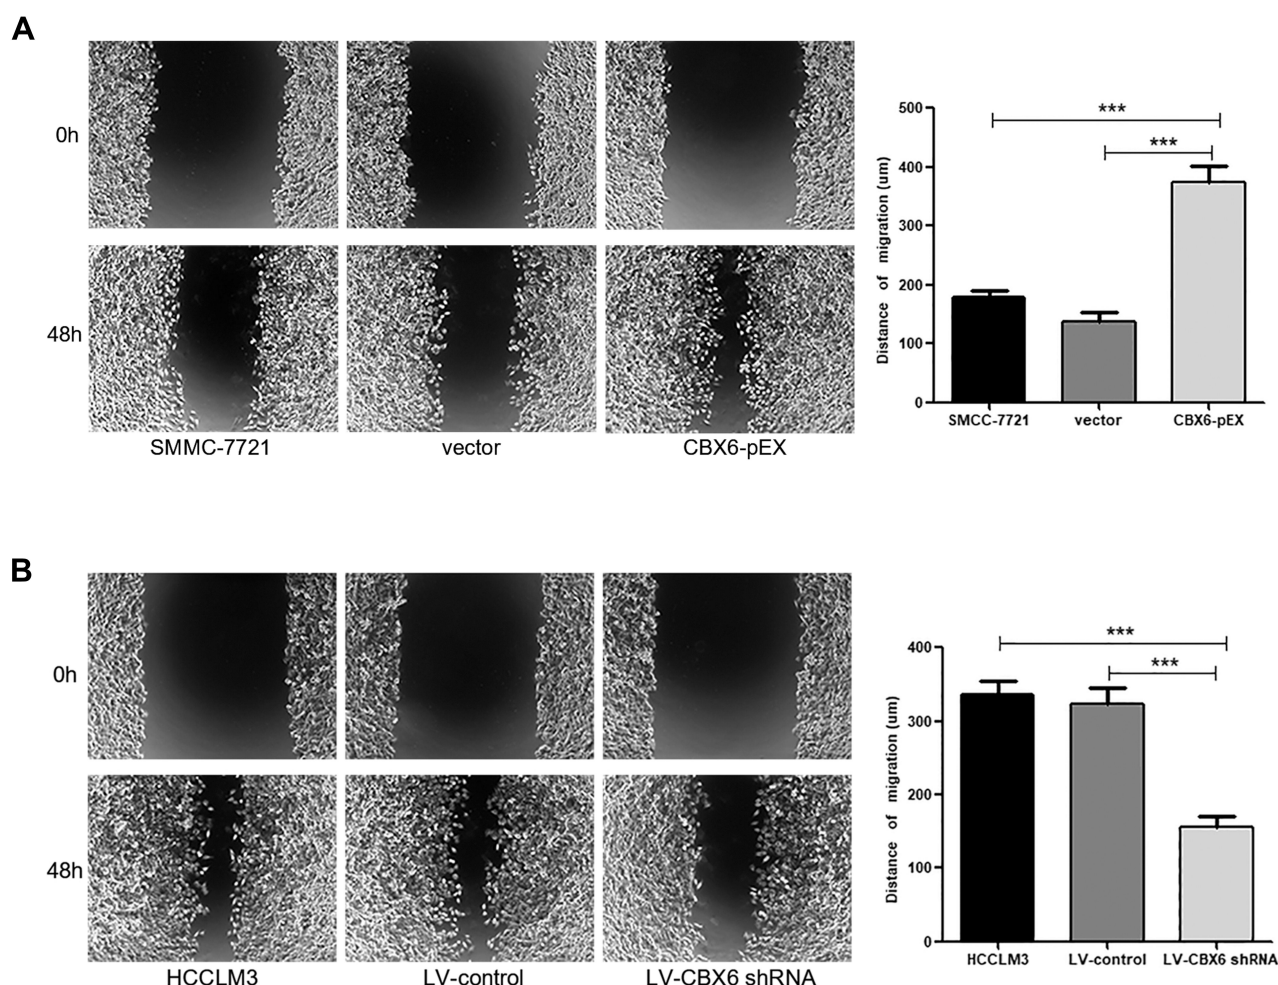 A
0h
48h
SMMC-7721
vector
CBX6-pEX
Distance of migration (um)
500
400
300
200
100
0
***
***
SMCC-7721
vector
CBX6-pEX
B
0h
48h
HCCLM3
LV-control
LV-CBX6 shRNA
Distance of migration (um)
400
300
200
100
0
***
***
HCCLM3
LV-control
LV-CBX6 shRNA